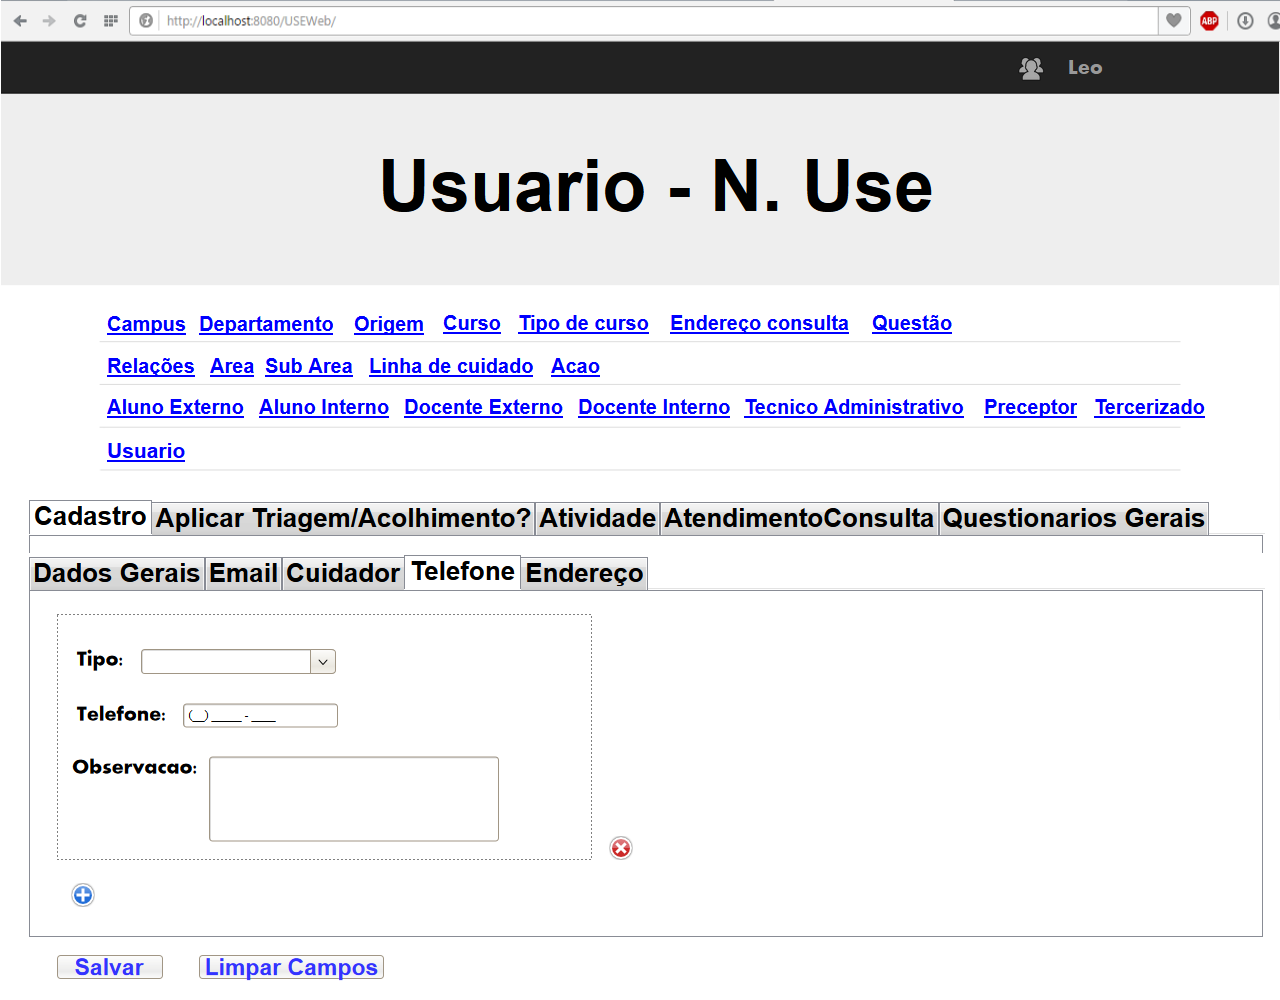 http://localhost:8080/USEWeb/
ABP
Leo
Usuario - N. Use
Campus Departamento Origem Curso Tipo de curso Endereço consulta Questão
Relações Area Sub Area Linha de cuidado Acao
Aluno Externo Aluno Interno Docente Externo Docente Interno Tecnico Administrativo Preceptor Tercerizado
Usuario
Cadastro Aplicar Triagem/Acolhimento? Atividade AtendimentoConsulta Questionarios Gerais
Dados Gerais Email Cuidador Telefone Endereço
Tipo:
Telefone: (__) _____ - ____
Observacao:
Salvar Limpar Campos